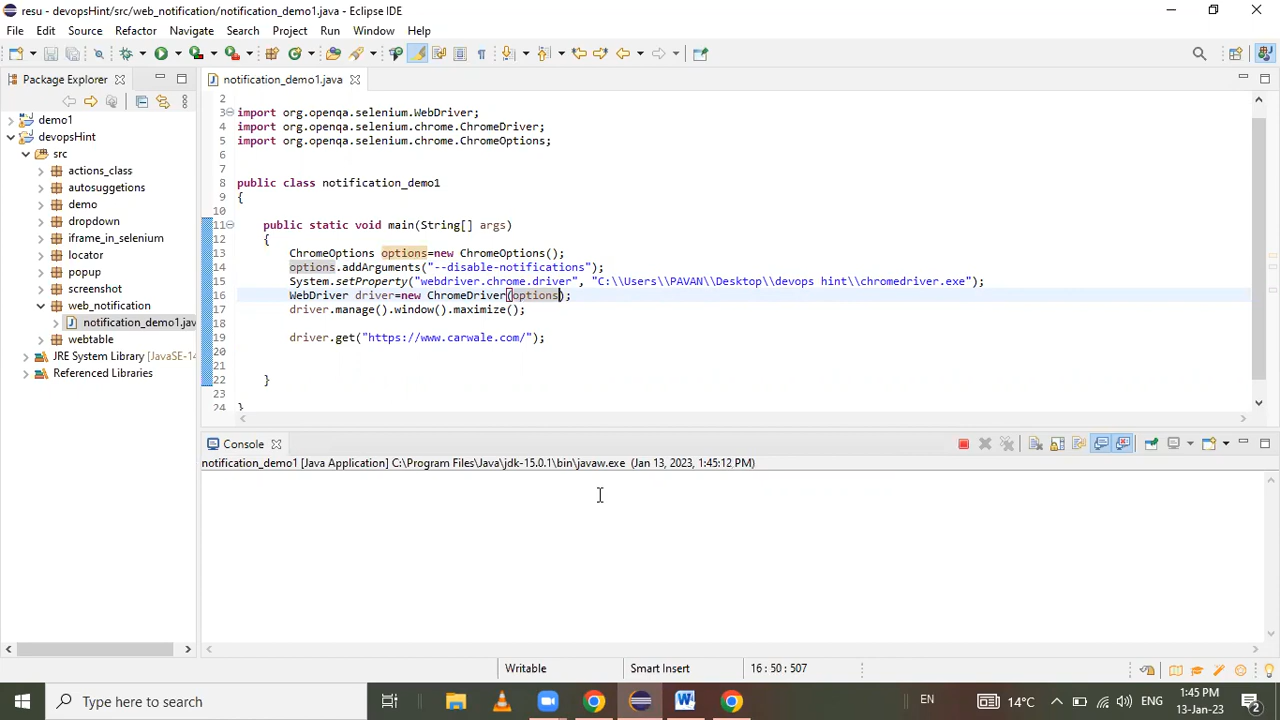 resu - devopsHint/src/web_notification/notification_demo1.java - Eclipse IDE
File Edit Source Refactor Navigate Search Project Run Window Help
Package Explorer
notification_demo1.java
demo1
devopsHint
src
actions_class
autosuggetions
demo
dropdown
iframe_in_selenium
locator
popup
screenshot
web_notification
notification_demo1.jav
webtable
JRE System Library [JavaSE-14
Referenced Libraries
2
3 import org.openqa.selenium.WebDriver;
4 import org.openqa.selenium.chrome.ChromeDriver;
5 import org.openqa.selenium.chrome.ChromeOptions;
6
7
8 public class notification_demo1
9 {
10
11 public static void main(String[] args)
12 {
13 ChromeOptions options=new ChromeOptions();
14 options.addArguments("--disable-notifications");
15 System.setProperty("webdriver.chrome.driver", "C:\\Users\\PAVAN\\Desktop\\devops hint\\chromedriver.exe");
16 WebDriver driver=new ChromeDriver(options);
17 driver.manage().window().maximize();
18
19 driver.get("https://www.carwale.com/");
20
21
22 }
23
24 }
Console
notification_demo1 [Java Application] C:\Program Files\Java\jdk-15.0.1\bin\javaw.exe (Jan 13, 2023, 1:45:12 PM)
Writable Smart Insert 16 : 50 : 507
Type here to search
EN 14°C ENG 1:45 PM
13-Jan-23 2